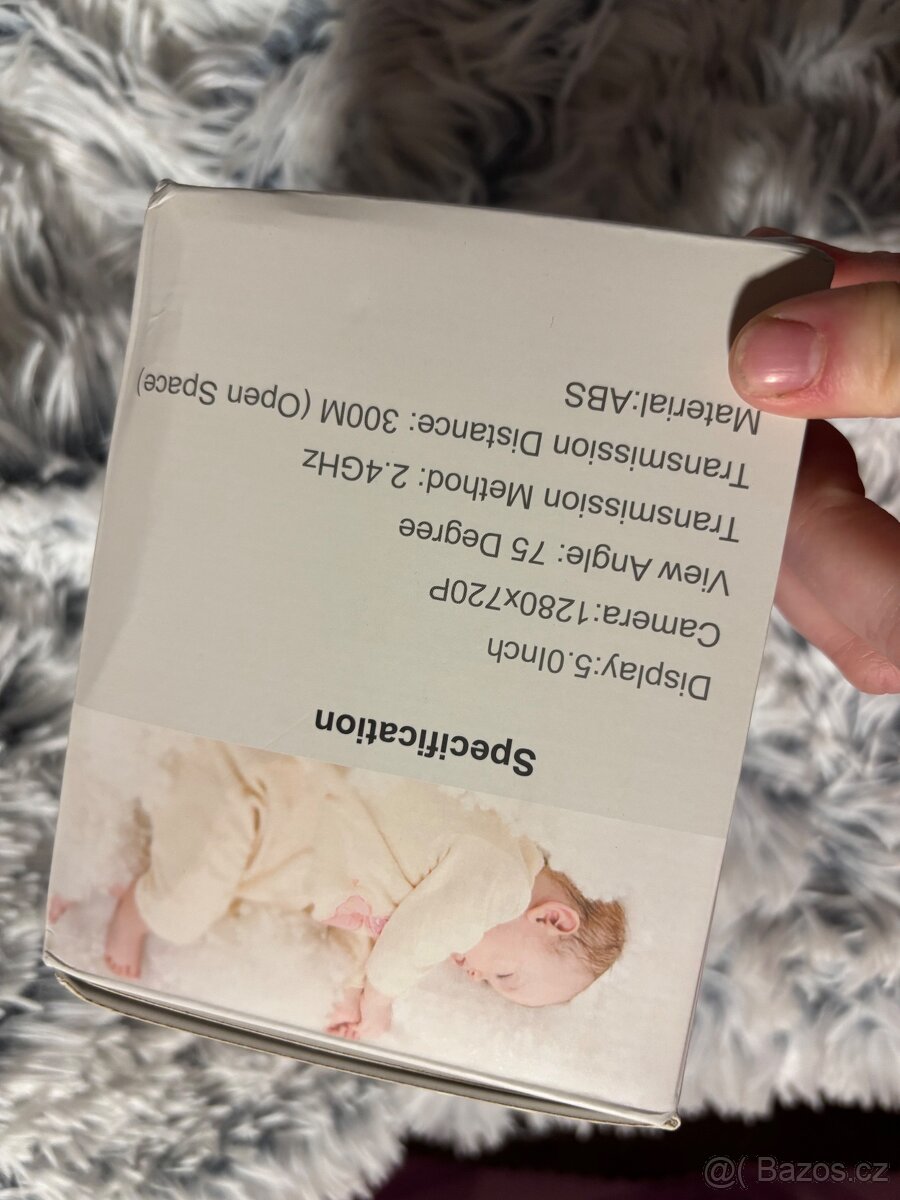 Specification
Display:5.0Inch
Camera:1280x720P
View Angle: 75 Degree
Transmission Method: 2.4GHz
Transmission Distance: 300M (Open Space)
Material:ABS
@( Bazos.cz